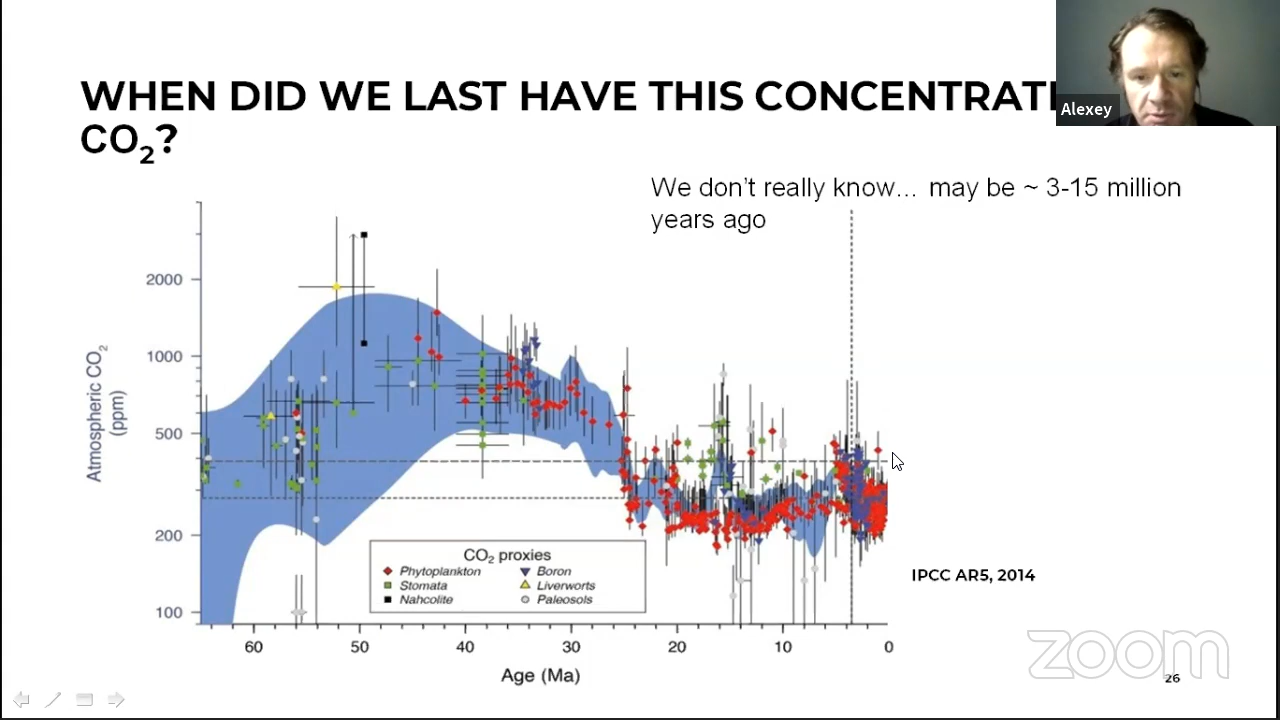 WHEN DID WE LAST HAVE THIS CONCENTRATI
CO₂?
Alexey
We don't really know... may be ~ 3-15 million
years ago
Atmospheric CO₂
(ppm)
2000
1000
500
200
100
CO₂ proxies
Phytoplankton
Boron
Stomata
Liverworts
Nahcolite
Paleosols
60 50 40 30 20 10 0
Age (Ma)
IPCC AR5, 2014
zoom
26